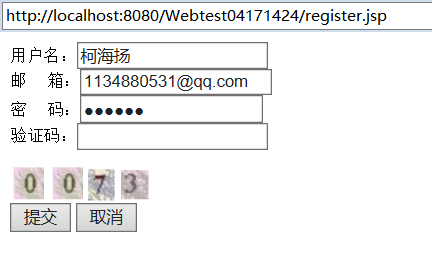 http://localhost:8080/Webtest04171424/register.jsp
用户名：柯海扬
邮 箱：1134880531@qq.com
密 码：●●●●●●
验证码：
0 0 7 3
提交 取消